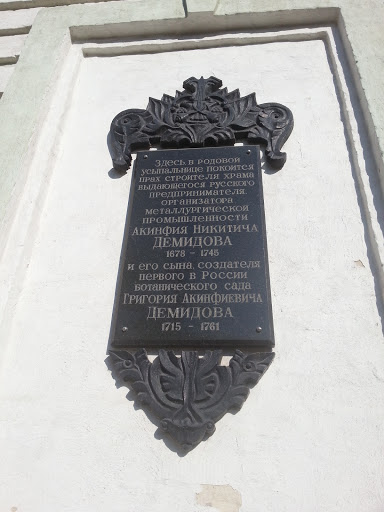 Здесь в родовой
усыпальнице покоится
прах строителя храма
выдающегося русского
предпринимателя,
организатора
металлургической
промышленности
Акинфия Никитича
ДЕМИДОВА
1678 - 1745
и его сына, создателя
первого в России
ботанического сада
Григория Акинфиевича
ДЕМИДОВА
1715 - 1761